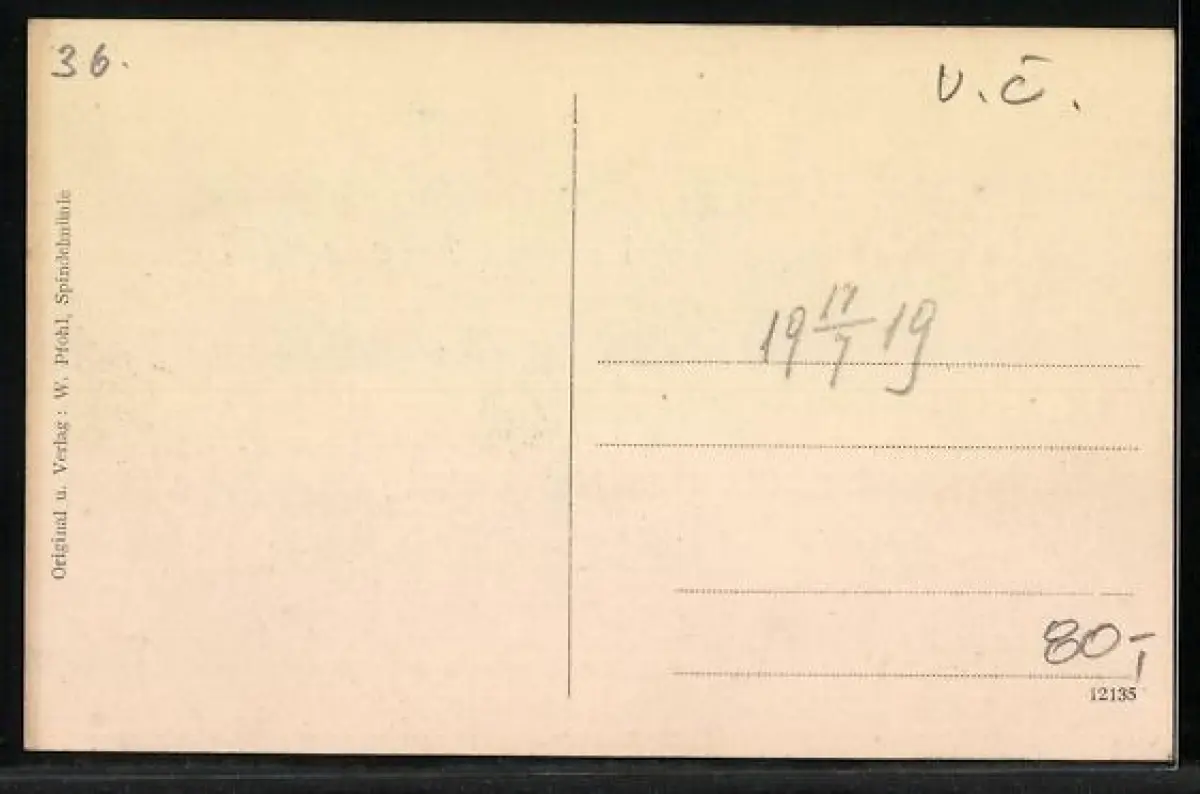 36.
V.Č.
Original u. Verlag: W. Pfohl, Spindelmühle
19 17/7 19
80,-
12135